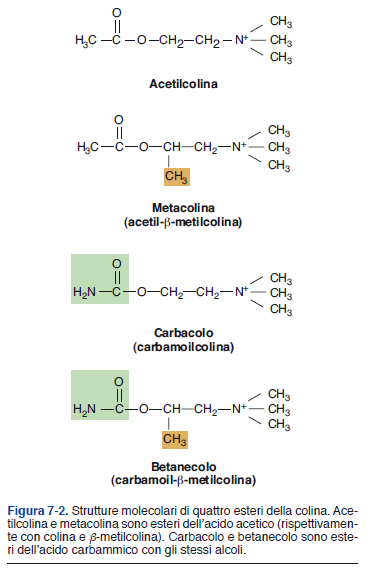 O
H3C—C—O—CH2—CH2—N+—CH3
CH3
CH3
Acetilcolina
O
H3C—C—O—CH—CH2—N+—CH3
CH3
CH3
CH3
Metacolina
(acetil-β-metilcolina)
O
H2N—C—O—CH2—CH2—N+—CH3
CH3
CH3
Carbacolo
(carbamoilcolina)
O
H2N—C—O—CH—CH2—N+—CH3
CH3
CH3
CH3
Betanecolo
(carbamoil-β-metilcolina)
Figura 7-2. Strutture molecolari di quattro esteri della colina. Ace-
tilcolina e metacolina sono esteri dell'acido acetico (rispettivamen-
te con colina e β-metilcolina). Carbacolo e betanecolo sono este-
ri dell'acido carbammico con gli stessi alcoli.